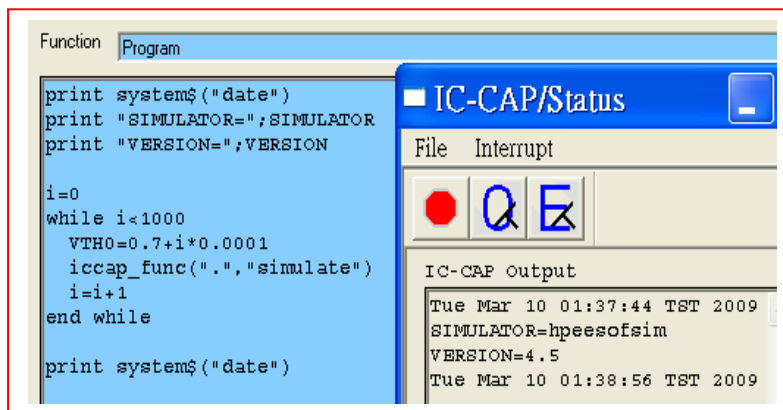 Function Program
print system$("date")
print "SIMULATOR=";SIMULATOR
print "VERSION=";VERSION
i=0
while i<1000
VTH0=0.7+i*0.0001
iccap_func(".","simulate")
i=i+1
end while
print system$("date")
IC-CAP/Status
File Interrupt
IC-CAP Output
Tue Mar 10 01:37:44 TST 2009
SIMULATOR=hpeesofsim
VERSION=4.5
Tue Mar 10 01:38:56 TST 2009